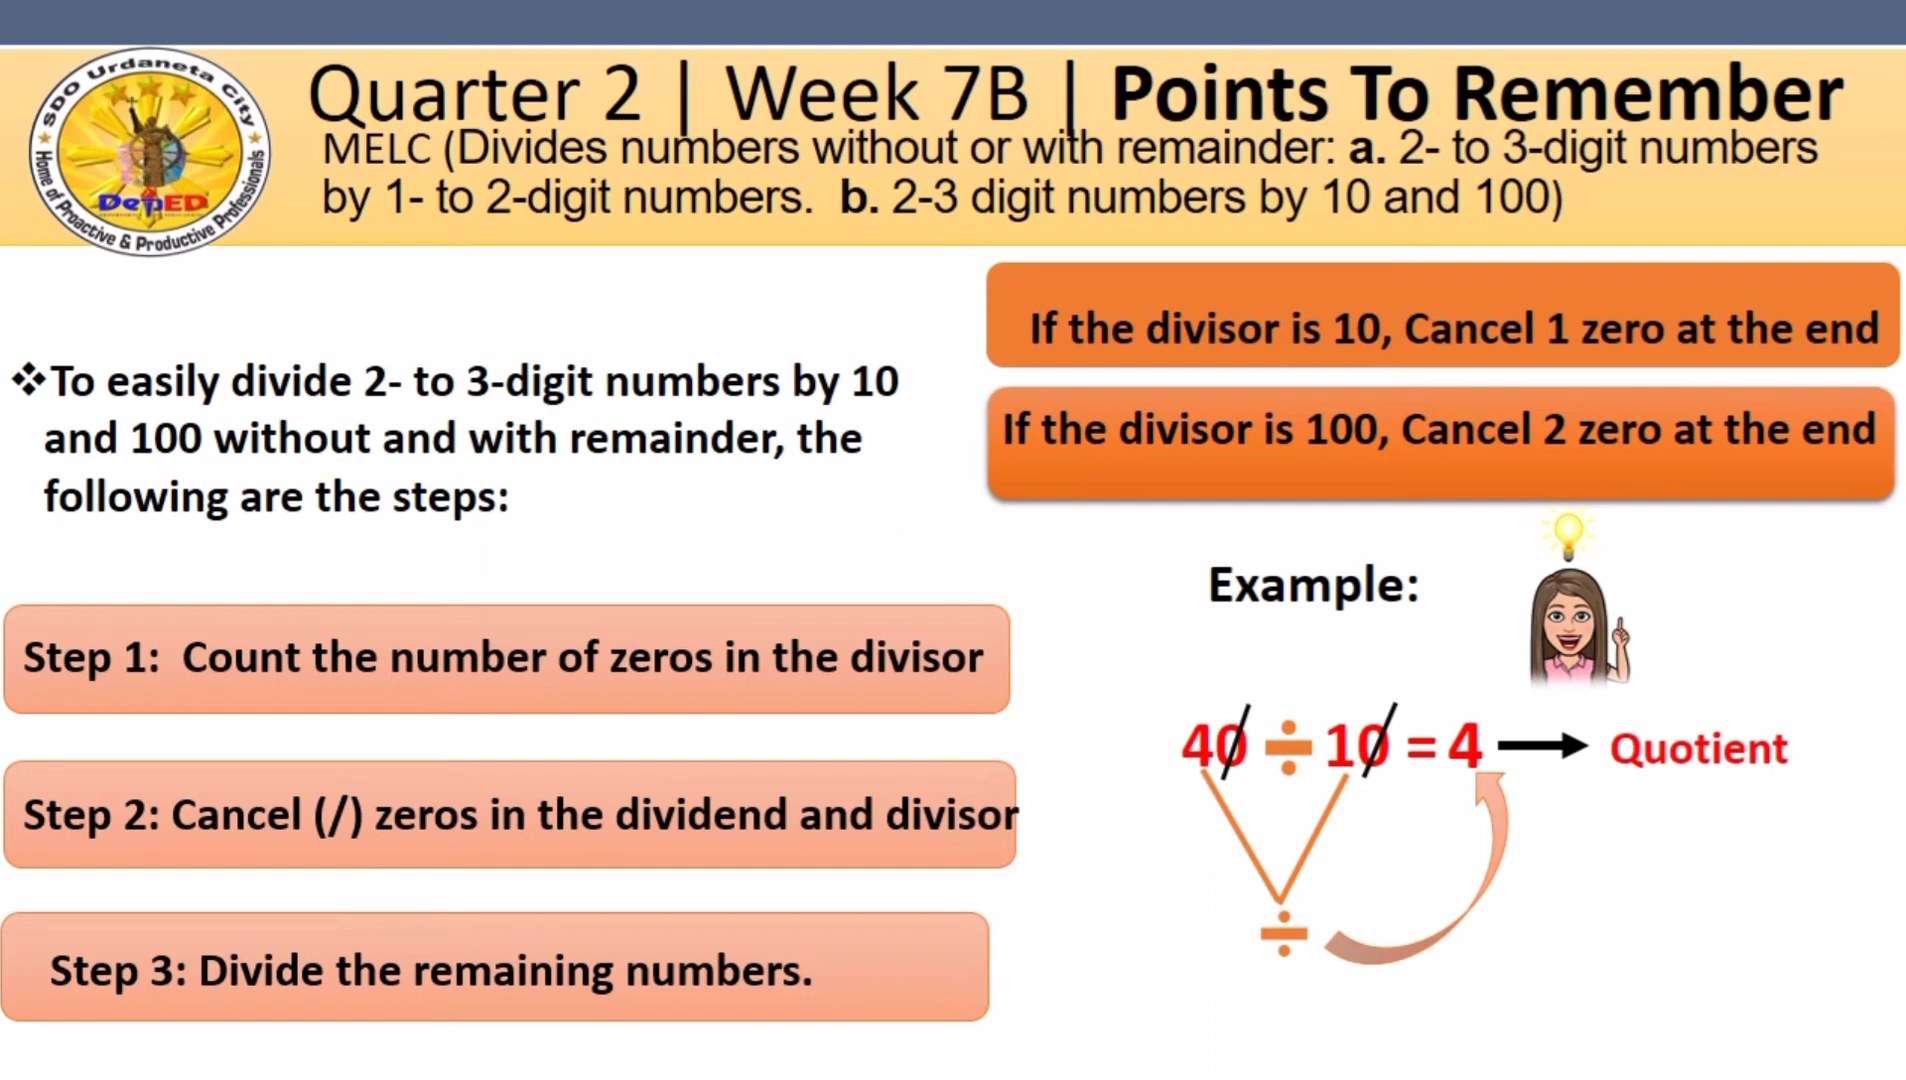 SDO Urdaneta City
Home of Proactive & Productive Professionals
DepED
Quarter 2 | Week 7B | Points To Remember
MELC (Divides numbers without or with remainder: a. 2- to 3-digit numbers
by 1- to 2-digit numbers.  b. 2-3 digit numbers by 10 and 100)
If the divisor is 10, Cancel 1 zero at the end
If the divisor is 100, Cancel 2 zero at the end
❖To easily divide 2- to 3-digit numbers by 10
and 100 without and with remainder, the
following are the steps:
Step 1:  Count the number of zeros in the divisor
Step 2: Cancel (/) zeros in the dividend and divisor
Step 3: Divide the remaining numbers.
Example:
40 ÷ 10 = 4 → Quotient
÷